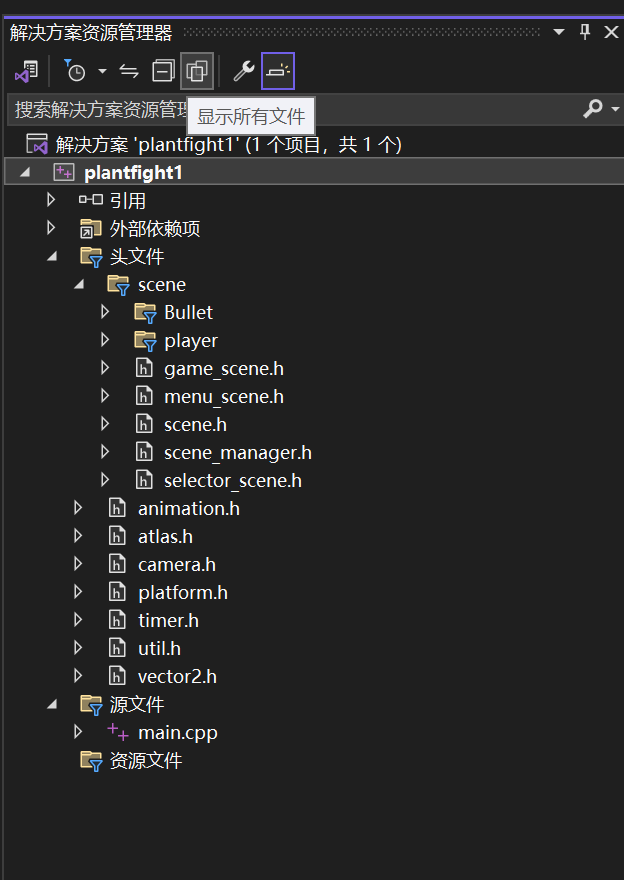 解决方案资源管理器
搜索解决方案资源管理
显示所有文件
解决方案 'plantfight1' (1 个项目，共 1 个)
plantfight1
引用
外部依赖项
头文件
scene
Bullet
player
game_scene.h
menu_scene.h
scene.h
scene_manager.h
selector_scene.h
animation.h
atlas.h
camera.h
platform.h
timer.h
util.h
vector2.h
源文件
main.cpp
资源文件